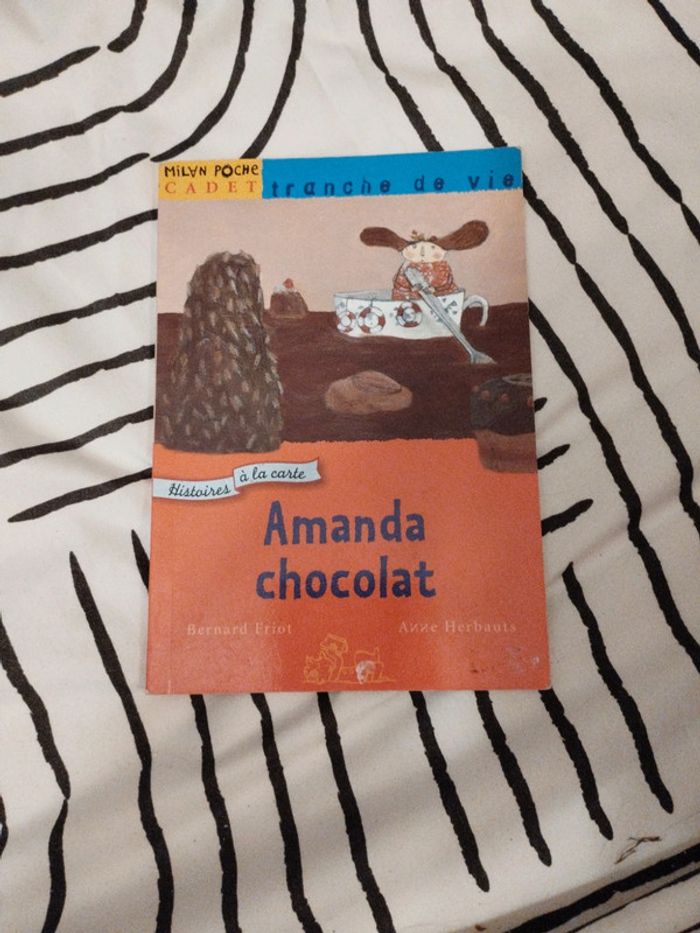 MiLAN POCHE
CADET
tranche de vie
Histoires à la carte
Amanda
chocolat
Bernard Friot
Anne Herbauts